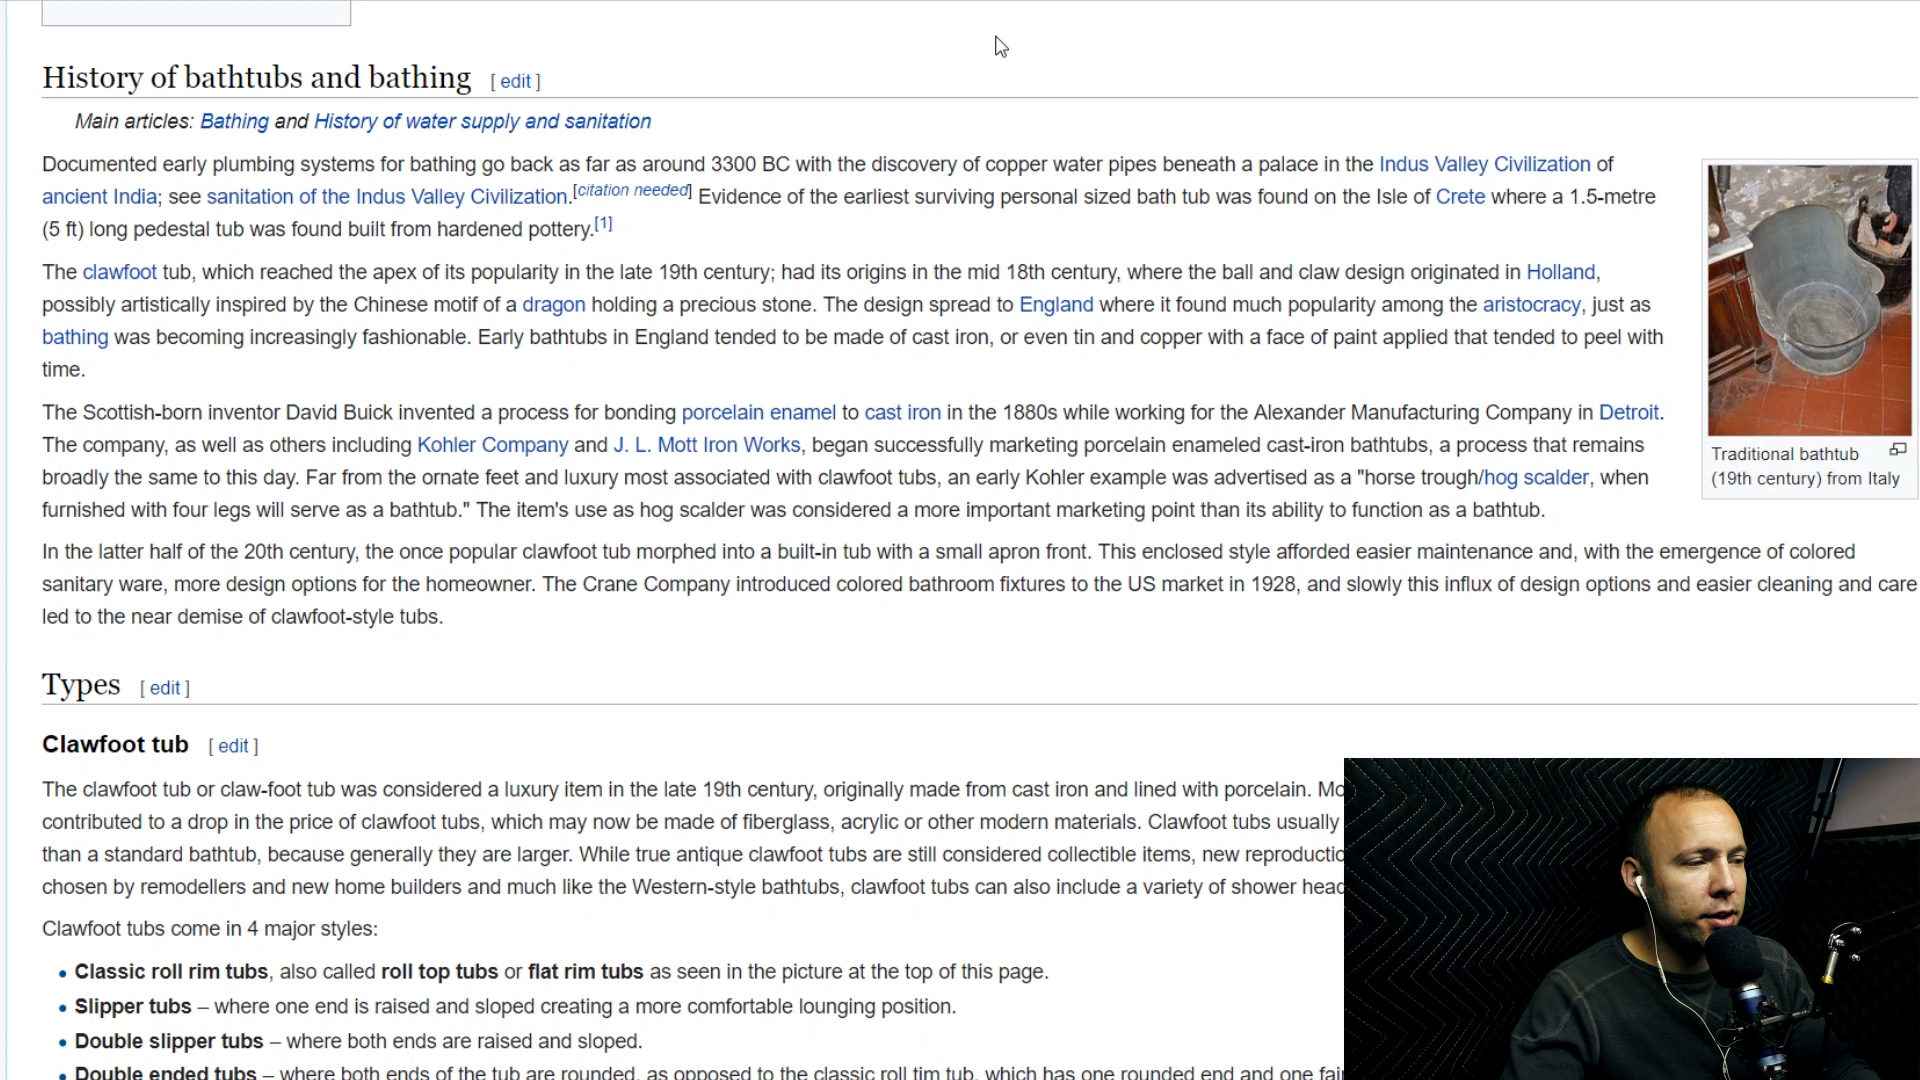 History of bathtubs and bathing [ edit ]
Main articles: Bathing and History of water supply and sanitation
Documented early plumbing systems for bathing go back as far as around 3300 BC with the discovery of copper water pipes beneath a palace in the Indus Valley Civilization of
ancient India; see sanitation of the Indus Valley Civilization.[citation needed] Evidence of the earliest surviving personal sized bath tub was found on the Isle of Crete where a 1.5-metre
(5 ft) long pedestal tub was found built from hardened pottery.[1]
The clawfoot tub, which reached the apex of its popularity in the late 19th century; had its origins in the mid 18th century, where the ball and claw design originated in Holland,
possibly artistically inspired by the Chinese motif of a dragon holding a precious stone. The design spread to England where it found much popularity among the aristocracy, just as
bathing was becoming increasingly fashionable. Early bathtubs in England tended to be made of cast iron, or even tin and copper with a face of paint applied that tended to peel with
time.
The Scottish-born inventor David Buick invented a process for bonding porcelain enamel to cast iron in the 1880s while working for the Alexander Manufacturing Company in Detroit.
The company, as well as others including Kohler Company and J. L. Mott Iron Works, began successfully marketing porcelain enameled cast-iron bathtubs, a process that remains
broadly the same to this day. Far from the ornate feet and luxury most associated with clawfoot tubs, an early Kohler example was advertised as a "horse trough/hog scalder, when
furnished with four legs will serve as a bathtub." The item's use as hog scalder was considered a more important marketing point than its ability to function as a bathtub.
Traditional bathtub
(19th century) from Italy
In the latter half of the 20th century, the once popular clawfoot tub morphed into a built-in tub with a small apron front. This enclosed style afforded easier maintenance and, with the emergence of colored
sanitary ware, more design options for the homeowner. The Crane Company introduced colored bathroom fixtures to the US market in 1928, and slowly this influx of design options and easier cleaning and care
led to the near demise of clawfoot-style tubs.
Types [ edit ]
Clawfoot tub [ edit ]
The clawfoot tub or claw-foot tub was considered a luxury item in the late 19th century, originally made from cast iron and lined with porcelain.
contributed to a drop in the price of clawfoot tubs, which may now be made of fiberglass, acrylic or other modern materials. Clawfoot tubs usually
than a standard bathtub, because generally they are larger. While true antique clawfoot tubs are still considered collectible items, new
chosen by remodellers and new home builders and much like the Western-style bathtubs, clawfoot tubs can also include a variety of shower
Clawfoot tubs come in 4 major styles:
• Classic roll rim tubs, also called roll top tubs or flat rim tubs as seen in the picture at the top of this page.
• Slipper tubs – where one end is raised and sloped creating a more comfortable lounging position.
• Double slipper tubs – where both ends are raised and sloped.
• Double ended tubs – where both ends of the tub are rounded, as opposed to the classic roll tim tub, which has one rounded end and one